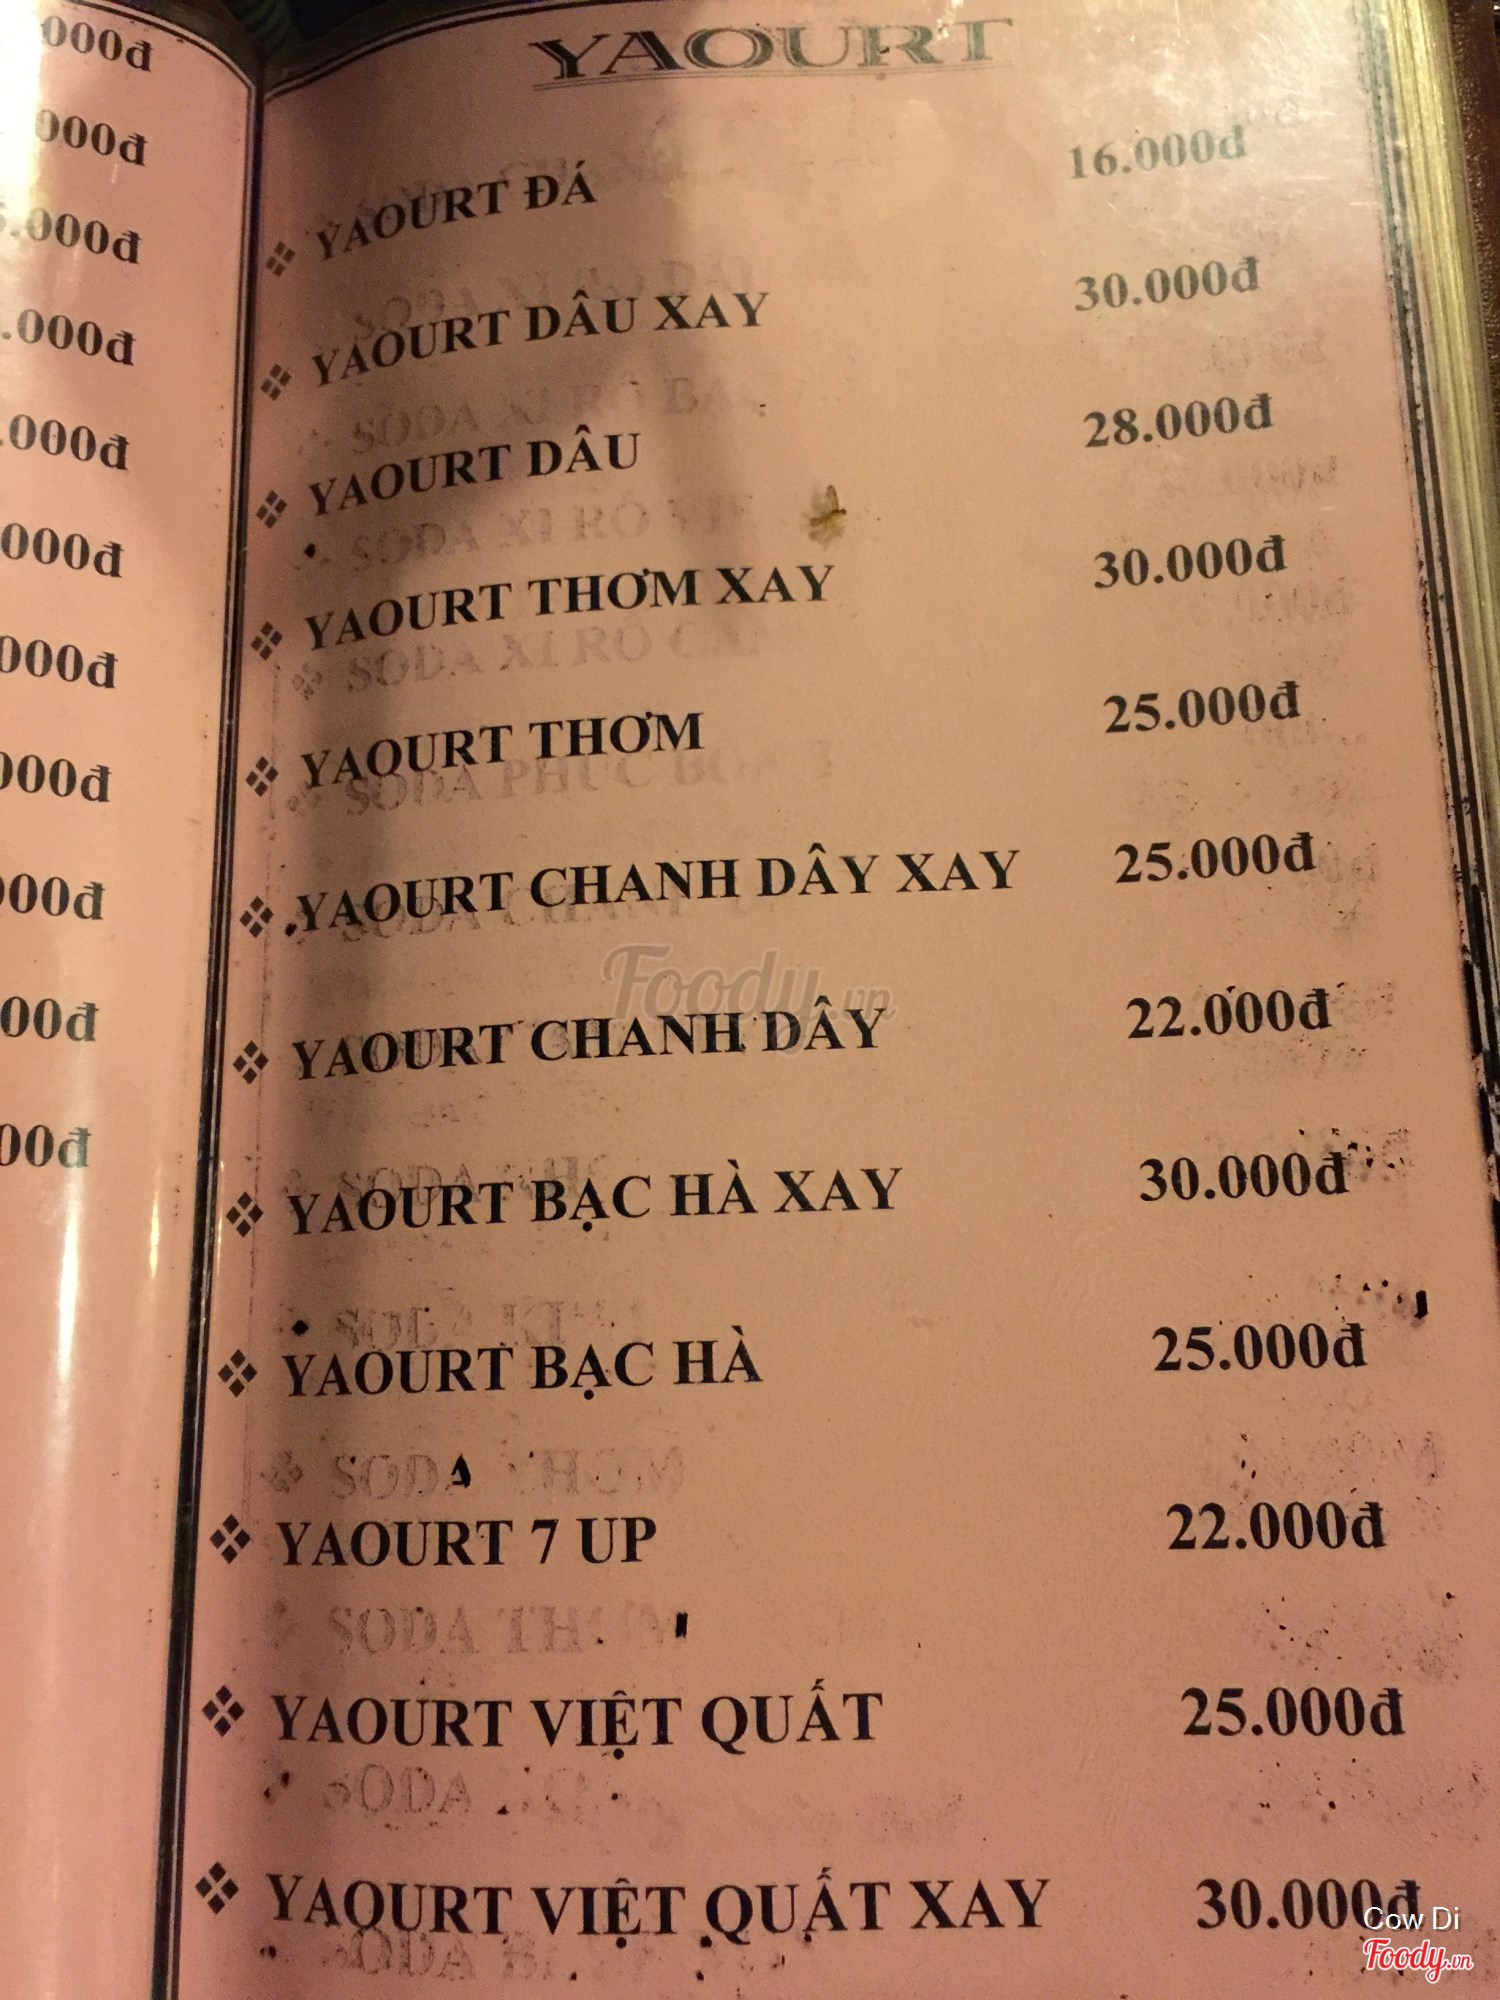 YAOURT
YAOURT ĐÁ 16.000đ
YAOURT DÂU XAY 30.000đ
YAOURT DÂU 28.000đ
YAOURT THƠM XAY 30.000đ
YAOURT THƠM 25.000đ
YAOURT CHANH DÂY XAY 25.000đ
Foody.vn
YAOURT CHANH DÂY 22.000đ
YAOURT BẠC HÀ XAY 30.000đ
YAOURT BẠC HÀ 25.000đ
YAOURT 7 UP 22.000đ
YAOURT VIỆT QUẤT 25.000đ
YAOURT VIỆT QUẤT XAY 30.000đ
Cow Di
Foody.vn